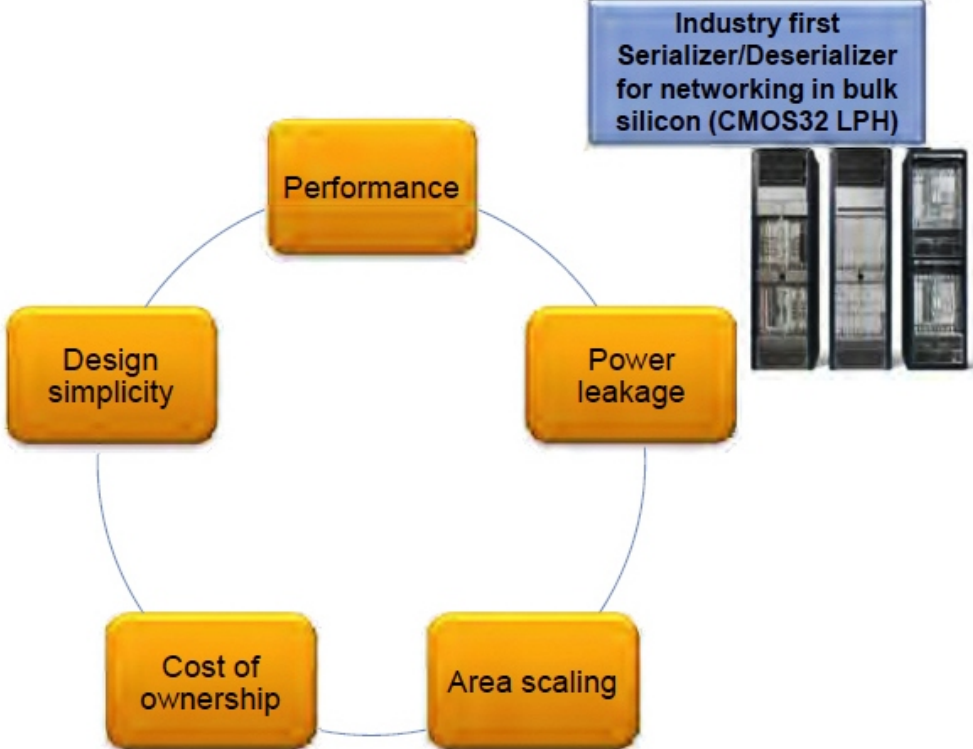 Industry first
Serializer/Deserializer
for networking in bulk
silicon (CMOS32 LPH)
Performance
Design
simplicity
Power
leakage
Cost of
ownership
Area scaling